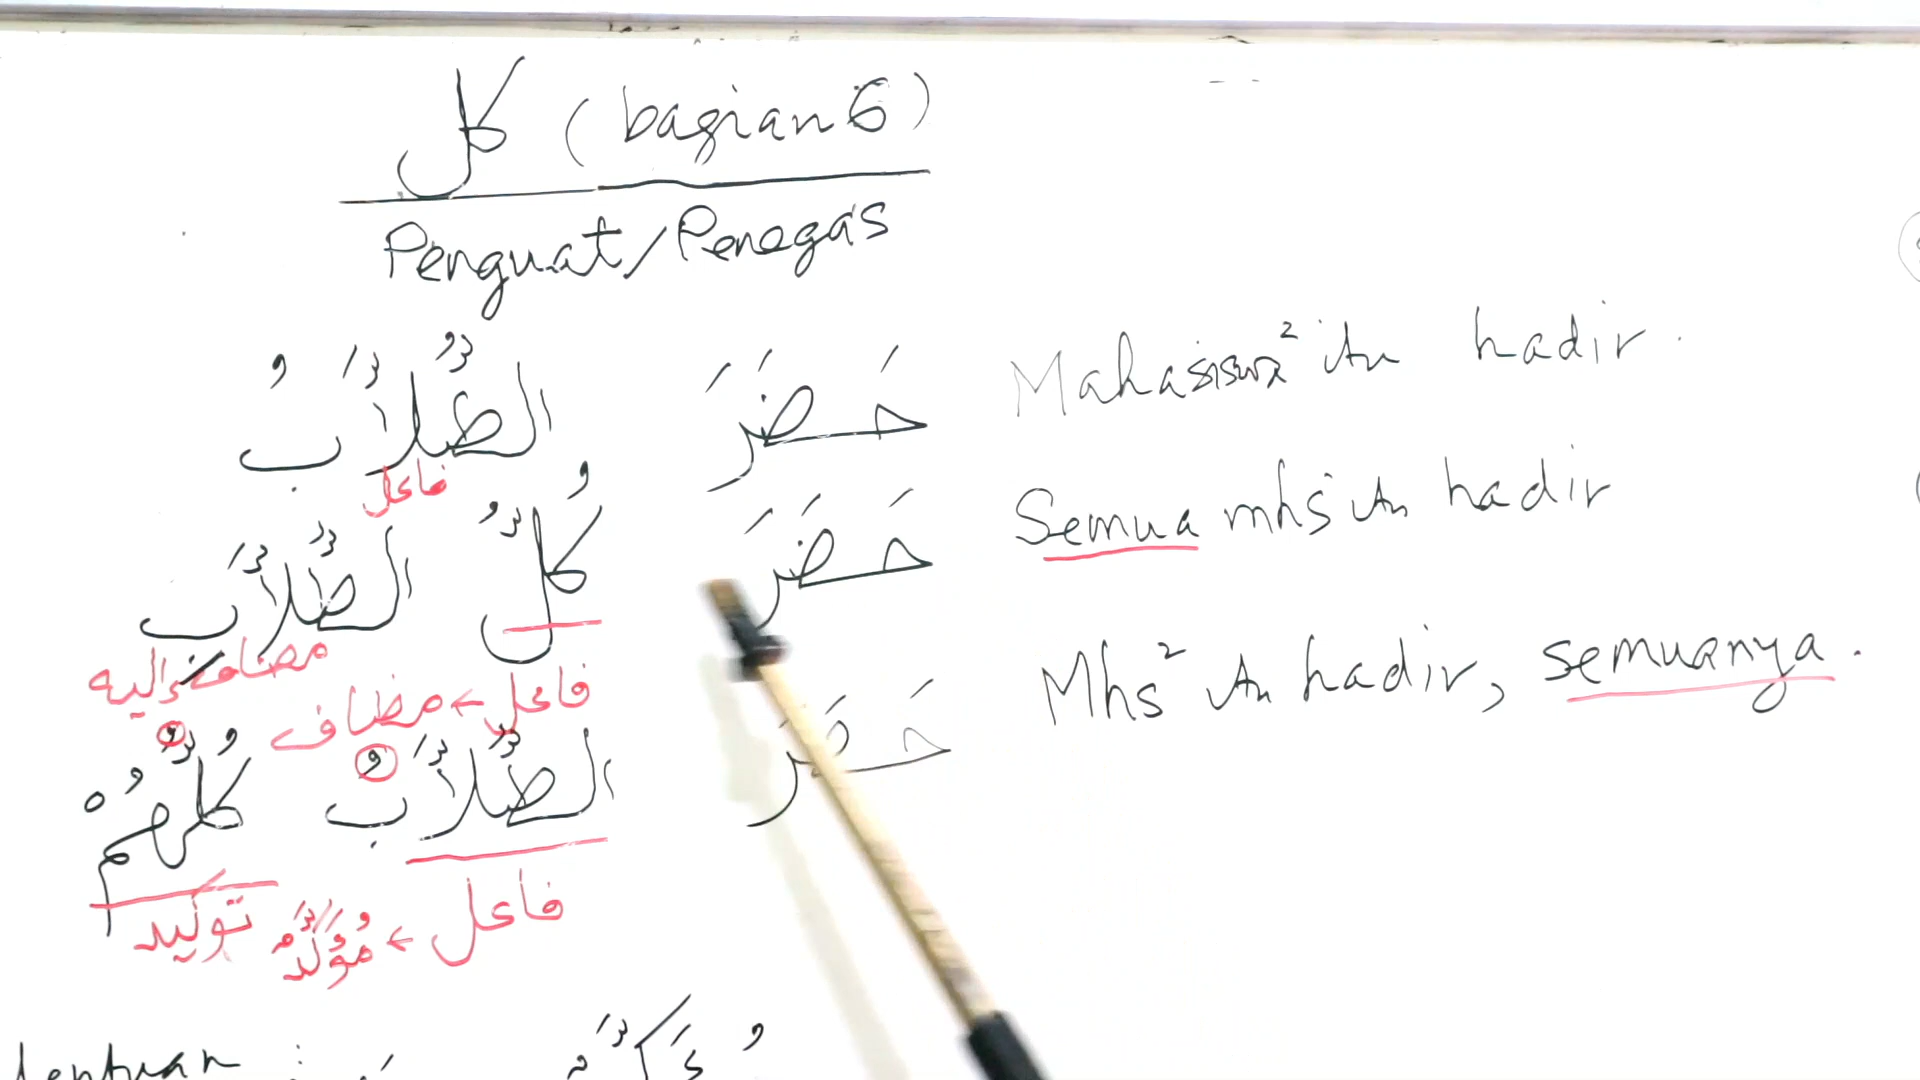 كل (bagian 6)
Penguat/Penegas
حَضَرَ الطُّلَّابُ Mahasiswa² itu hadir.
فاعل
حَضَرَ كُلُّ الطُّلَّاب Semua mhs itu hadir
فاعل ← مضاف مضاف إليه
حَضَرَ الطُّلَّابُ كُلُّهُمْ Mhs² itu hadir, semuanya.
فاعل ← مُؤَكَّدٌ توكيد